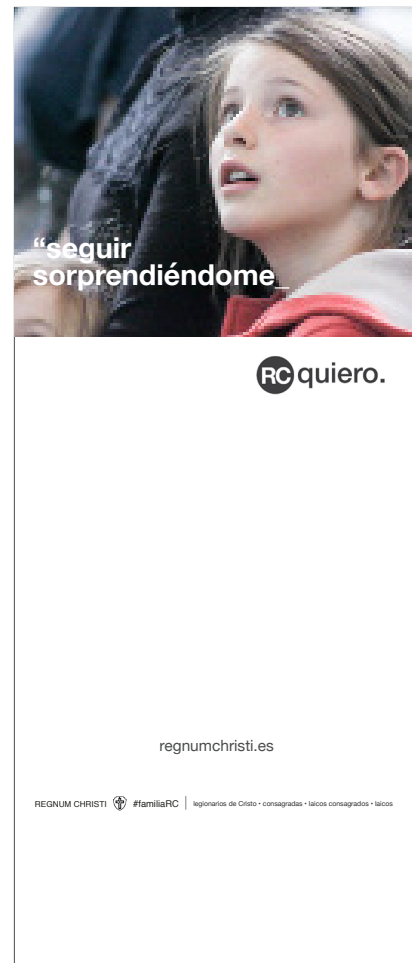 “seguir
sorprendiéndome_
RC quiero.
regnumchristi.es
REGNUM CHRISTI #familiaRC | legionarios de Cristo • consagradas • laicos consagrados • laicos